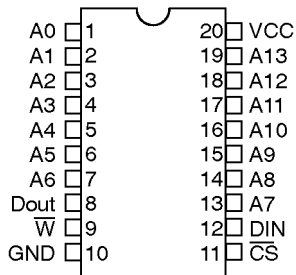 A0 1 20 VCC
A1 2 19 A13
A2 3 18 A12
A3 4 17 A11
A4 5 16 A10
A5 6 15 A9
A6 7 14 A8
Dout 8 13 A7
W̅ 9 12 DIN
GND 10 11 C̅S̅